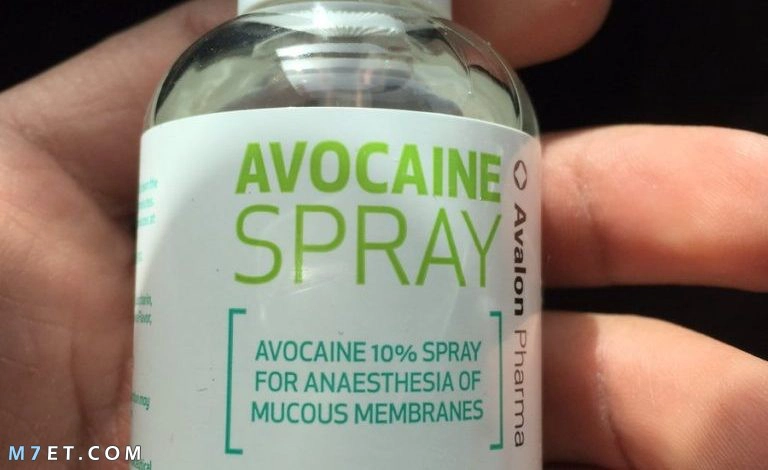 AVOCAINE
SPRAY
AVOCAINE 10% SPRAY
FOR ANAESTHESIA OF
MUCOUS MEMBRANES
Avalon Pharma
M7ET.COM